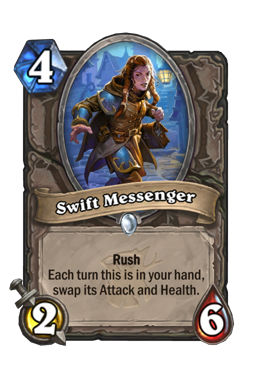 4
Swift Messenger
Rush
Each turn this is in your hand,
swap its Attack and Health.
2
6